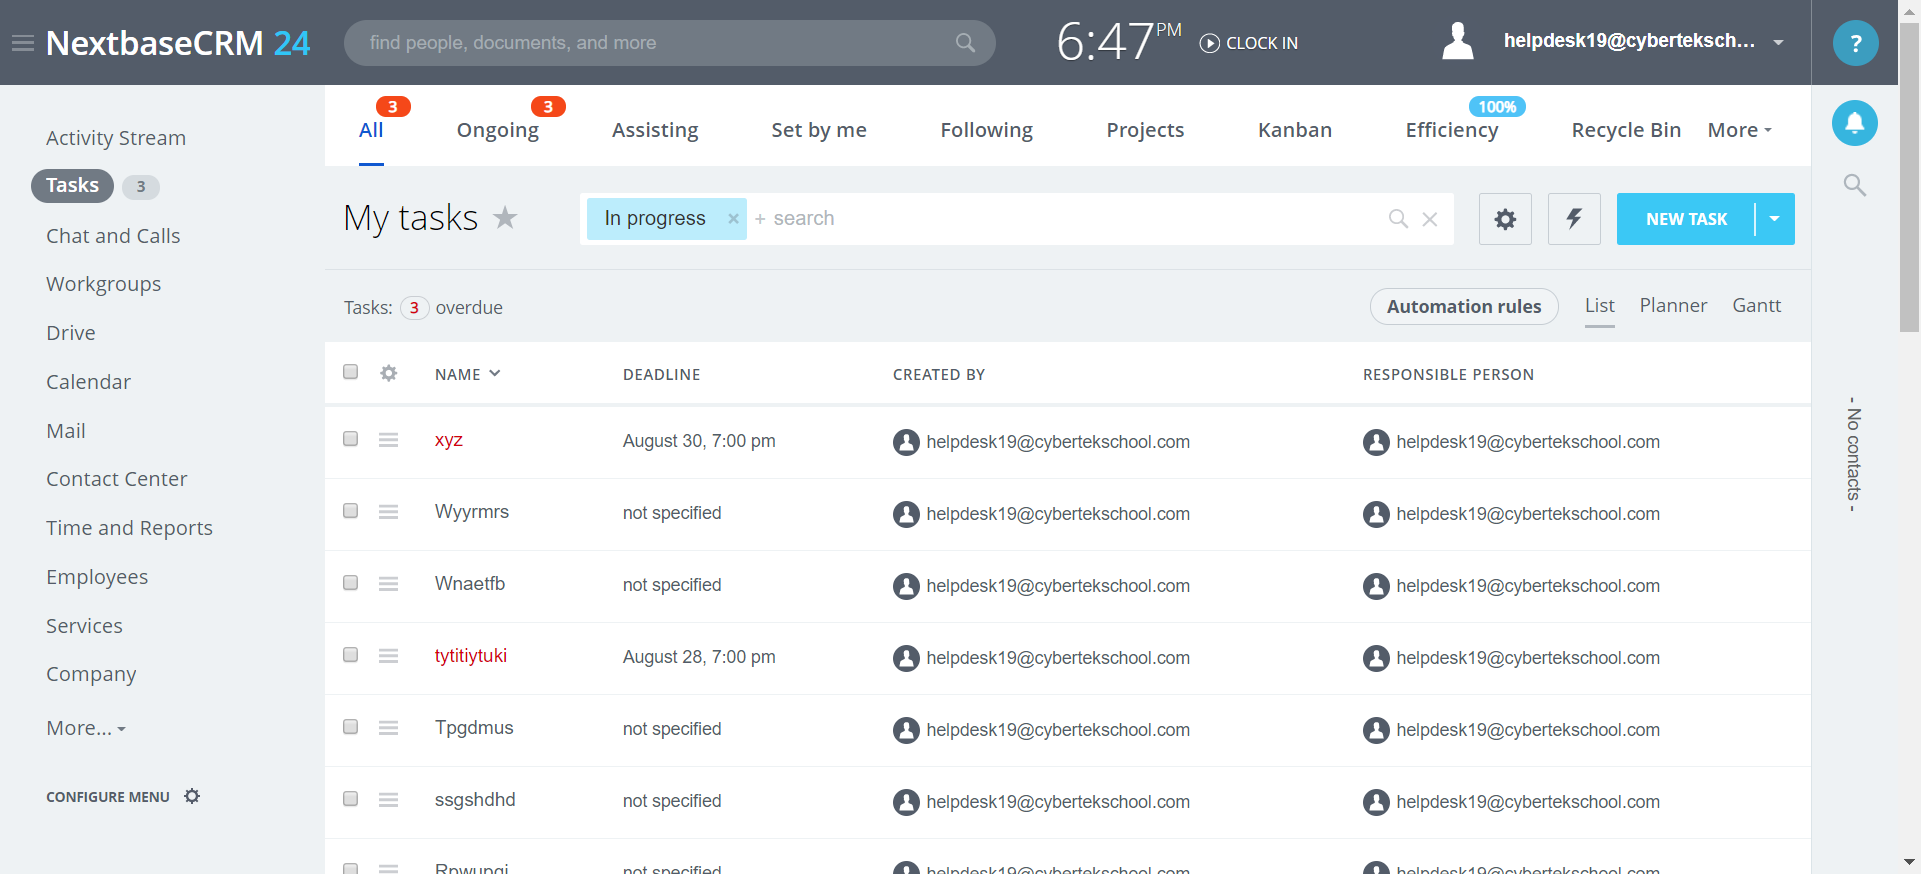 NextbaseCRM 24
find people, documents, and more
6:47 PM
CLOCK IN
helpdesk19@cyberteksch...
?
Activity Stream
Tasks 3
Chat and Calls
Workgroups
Drive
Calendar
Mail
Contact Center
Time and Reports
Employees
Services
Company
More...
CONFIGURE MENU
3 3 100%
All Ongoing Assisting Set by me Following Projects Kanban Efficiency Recycle Bin More
My tasks
In progress × + search
NEW TASK
Tasks: 3 overdue
Automation rules List Planner Gantt
NAME DEADLINE CREATED BY RESPONSIBLE PERSON
xyz August 30, 7:00 pm helpdesk19@cybertekschool.com helpdesk19@cybertekschool.com
Wyyrmrs not specified helpdesk19@cybertekschool.com helpdesk19@cybertekschool.com
Wnaetfb not specified helpdesk19@cybertekschool.com helpdesk19@cybertekschool.com
tytitiytuki August 28, 7:00 pm helpdesk19@cybertekschool.com helpdesk19@cybertekschool.com
Tpgdmus not specified helpdesk19@cybertekschool.com helpdesk19@cybertekschool.com
ssgshdhd not specified helpdesk19@cybertekschool.com helpdesk19@cybertekschool.com
not specified helpdesk19@cybertekschool.com helpdesk19@cybertekschool.com
- No contacts -